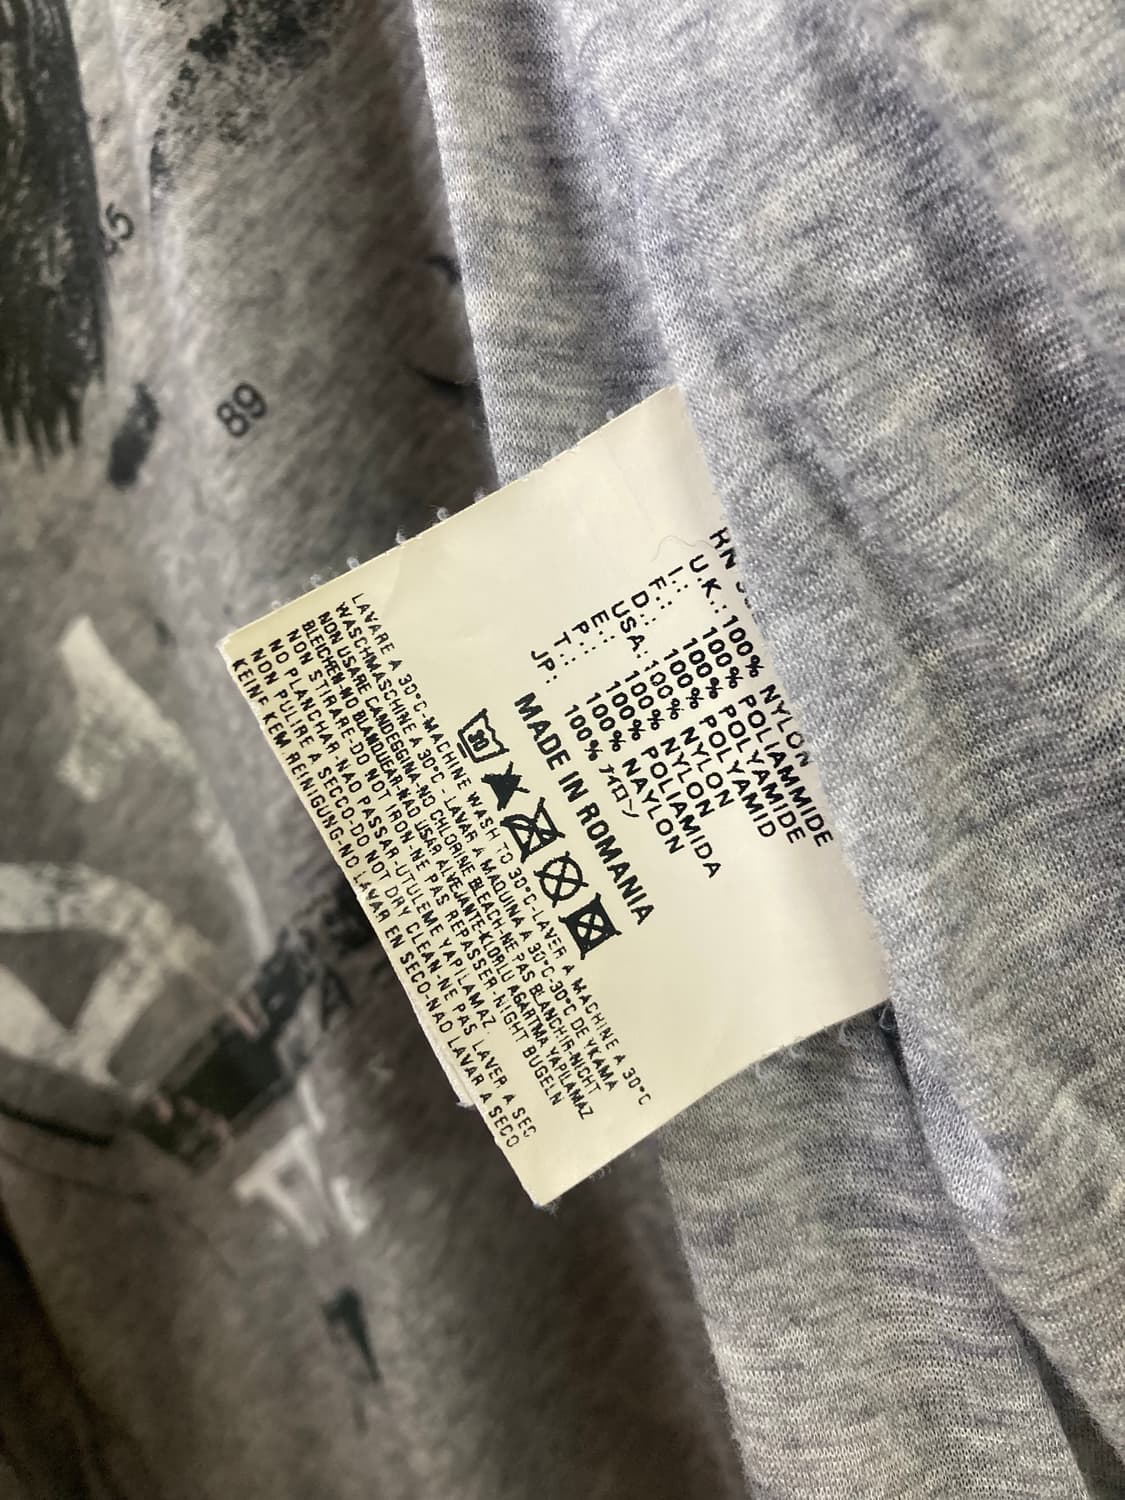 89
U.K.: 100% NYLON
I.: 100% POLIAMMIDE
F.: 100% POLYAMIDE
D.: 100% POLYAMID
USA: 100% NYLON
E.: 100% NYLON
P.: 100% POLIAMIDA
T.: 100% NAYLON
JP: 100% ナイロン
MADE IN ROMANIA
30
LAVARE A 30°C-MACHINE WASH TO 30°C-LAVER A MACHINE A 30°C
WASCHMASCHINE A 30°C - LAVAR A MAQUINA A 30°C-30°C DE YKAMA
NON USARE CANDEGGINA-NO CHLORINE BLEACH-NE PAS BLANCHIR-NICHT
BLEICHEN-NO BLANQUEAR-NAO USAR ALVEJANTE-KLORLU AGARTMA YAPILAMAZ
NON STIRARE-DO NOT IRON-NE PAS REPASSER-NIGHT BUGELN
NO PLANCHAR NAO PASSAR-UTULEME YAPILAMAZ
NON PULIRE A SECCO-DO NOT DRY CLEAN-NE PAS LAVER A SEC
KEINE KEM.REINIGUNG-NO LAVAR EN SECO-NAO LAVAR A SECO